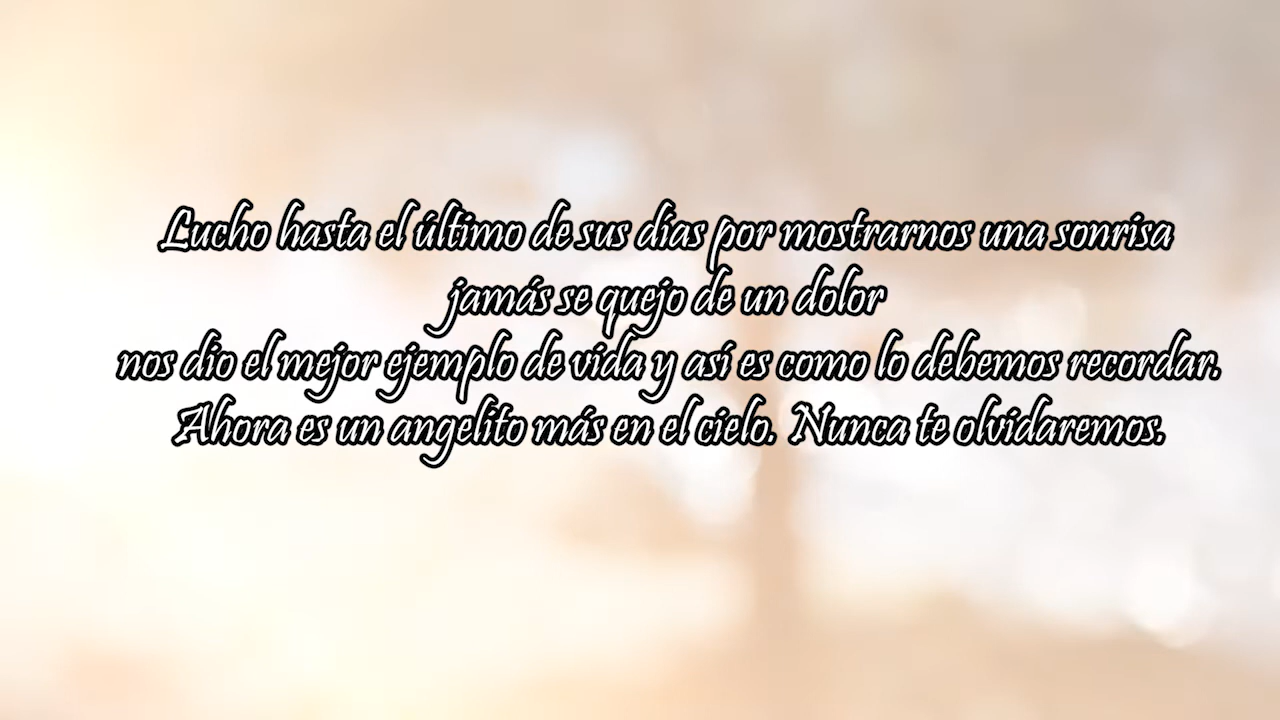 Lucho hasta el último de sus días por mostrarnos una sonrisa
jamás se quejo de un dolor
nos dio el mejor ejemplo de vida y así es como lo debemos recordar.
Ahora es un angelito más en el cielo. Nunca te olvidaremos.